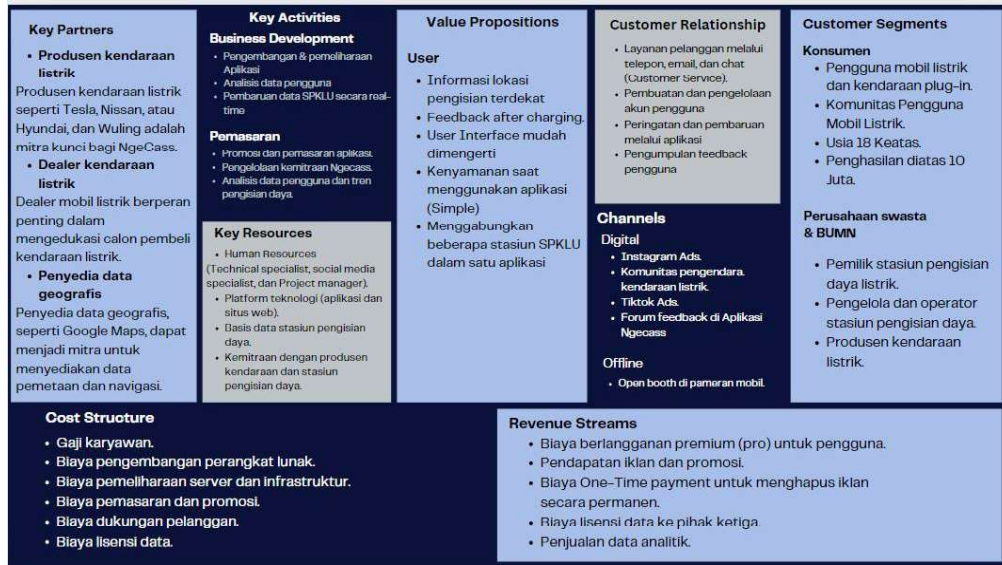 Key Partners
• Produsen kendaraan
listrik
Produsen kendaraan listrik
seperti Tesla, Nissan, atau
Hyundai, dan Wuling adalah
mitra kunci bagi NgeCass.
• Dealer kendaraan
listrik
Dealer mobil listrik berperan
penting dalam
mengedukasi calon pembeli
kendaraan listrik.
• Penyedia data
geografis
Penyedia data geografis,
seperti Google Maps, dapat
menjadi mitra untuk
menyediakan data
pemetaan dan navigasi.
Key Activities
Business Development
• Pengembangan & pemeliharaan
Aplikasi
• Analisis data pengguna
• Pembaruan data SPKLU secara real-
time
Pemasaran
• Promosi dan pemasaran aplikasi.
• Pengelolaan kemitraan Ngecass.
• Analisis data pengguna dan tren
pengisian daya.
Key Resources
• Human Resources
(Technical specialist, social media
specialist, dan Project manager).
• Platform teknologi (aplikasi dan
situs web).
• Basis data stasiun pengisian
daya.
• Kemitraan dengan produsen
kendaraan dan stasiun
pengisian daya.
Value Propositions
User
• Informasi lokasi
pengisian terdekat
• Feedback after charging.
• User Interface mudah
dimengerti
• Kenyamanan saat
menggunakan aplikasi
(Simple)
• Menggabungkan
beberapa stasiun SPKLU
dalam satu aplikasi
Customer Relationship
• Layanan pelanggan melalui
telepon, email, dan chat
(Customer Service).
• Pembuatan dan pengelolaan
akun pengguna
• Peringatan dan pembaruan
melalui aplikasi
• Pengumpulan feedback
pengguna
Channels
Digital
• Instagram Ads.
• Komunitas pengendara.
kendaraan listrik.
• Tiktok Ads.
• Forum feedback di Aplikasi
Ngecass
Offline
• Open booth di pameran mobil.
Customer Segments
Konsumen
• Pengguna mobil listrik
dan kendaraan plug-in.
• Komunitas Pengguna
Mobil Listrik.
• Usia 18 Keatas.
• Penghasilan diatas 10
Juta.
Perusahaan swasta
& BUMN
• Pemilik stasiun pengisian
daya listrik.
• Pengelola dan operator
stasiun pengisian daya.
• Produsen kendaraan
listrik.
Cost Structure
• Gaji karyawan.
• Biaya pengembangan perangkat lunak.
• Biaya pemeliharaan server dan infrastruktur.
• Biaya pemasaran dan promosi.
• Biaya dukungan pelanggan.
• Biaya lisensi data.
Revenue Streams
• Biaya berlangganan premium (pro) untuk pengguna.
• Pendapatan iklan dan promosi.
• Biaya One-Time payment untuk menghapus iklan
secara permanen.
• Biaya lisensi data ke pihak ketiga.
• Penjualan data analitik.